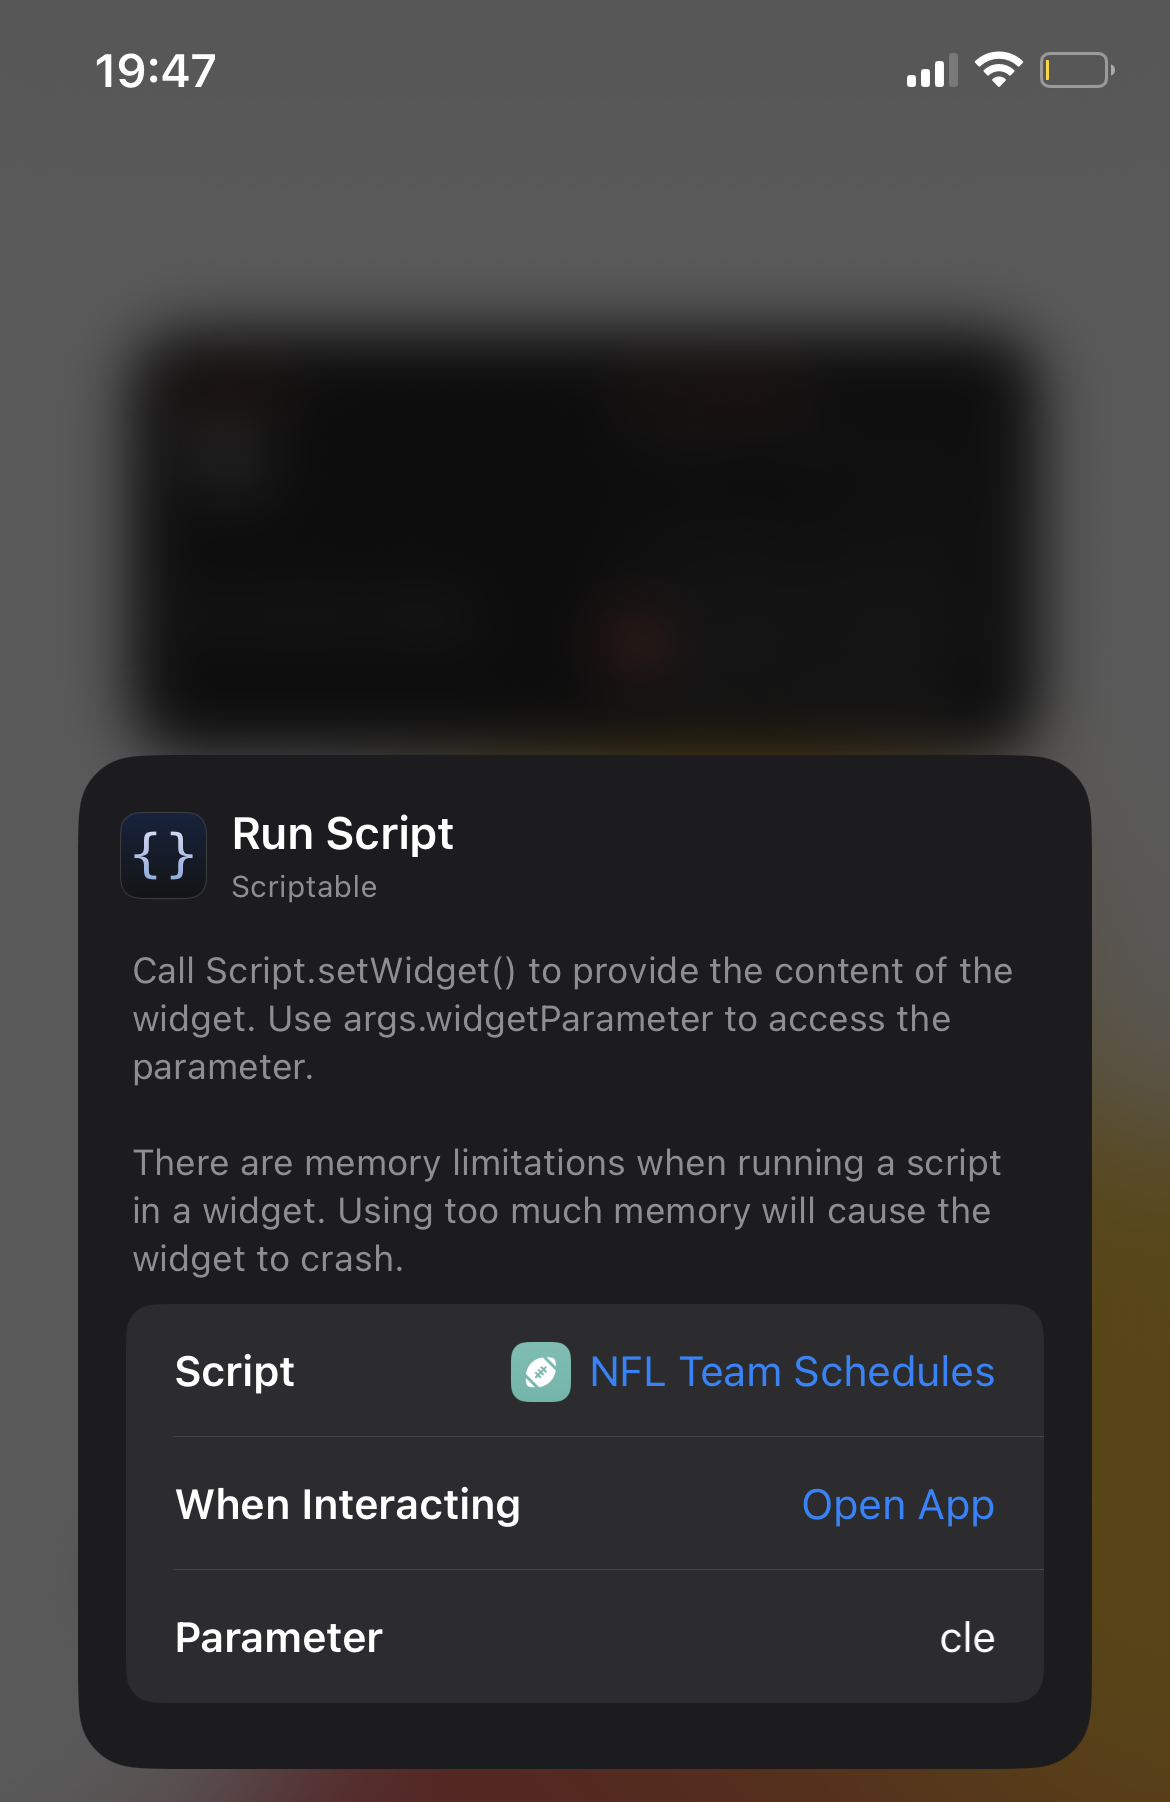 19:47
{ }
Run Script
Scriptable
Call Script.setWidget() to provide the content of the
widget. Use args.widgetParameter to access the
parameter.
There are memory limitations when running a script
in a widget. Using too much memory will cause the
widget to crash.
Script NFL Team Schedules
When Interacting Open App
Parameter cle